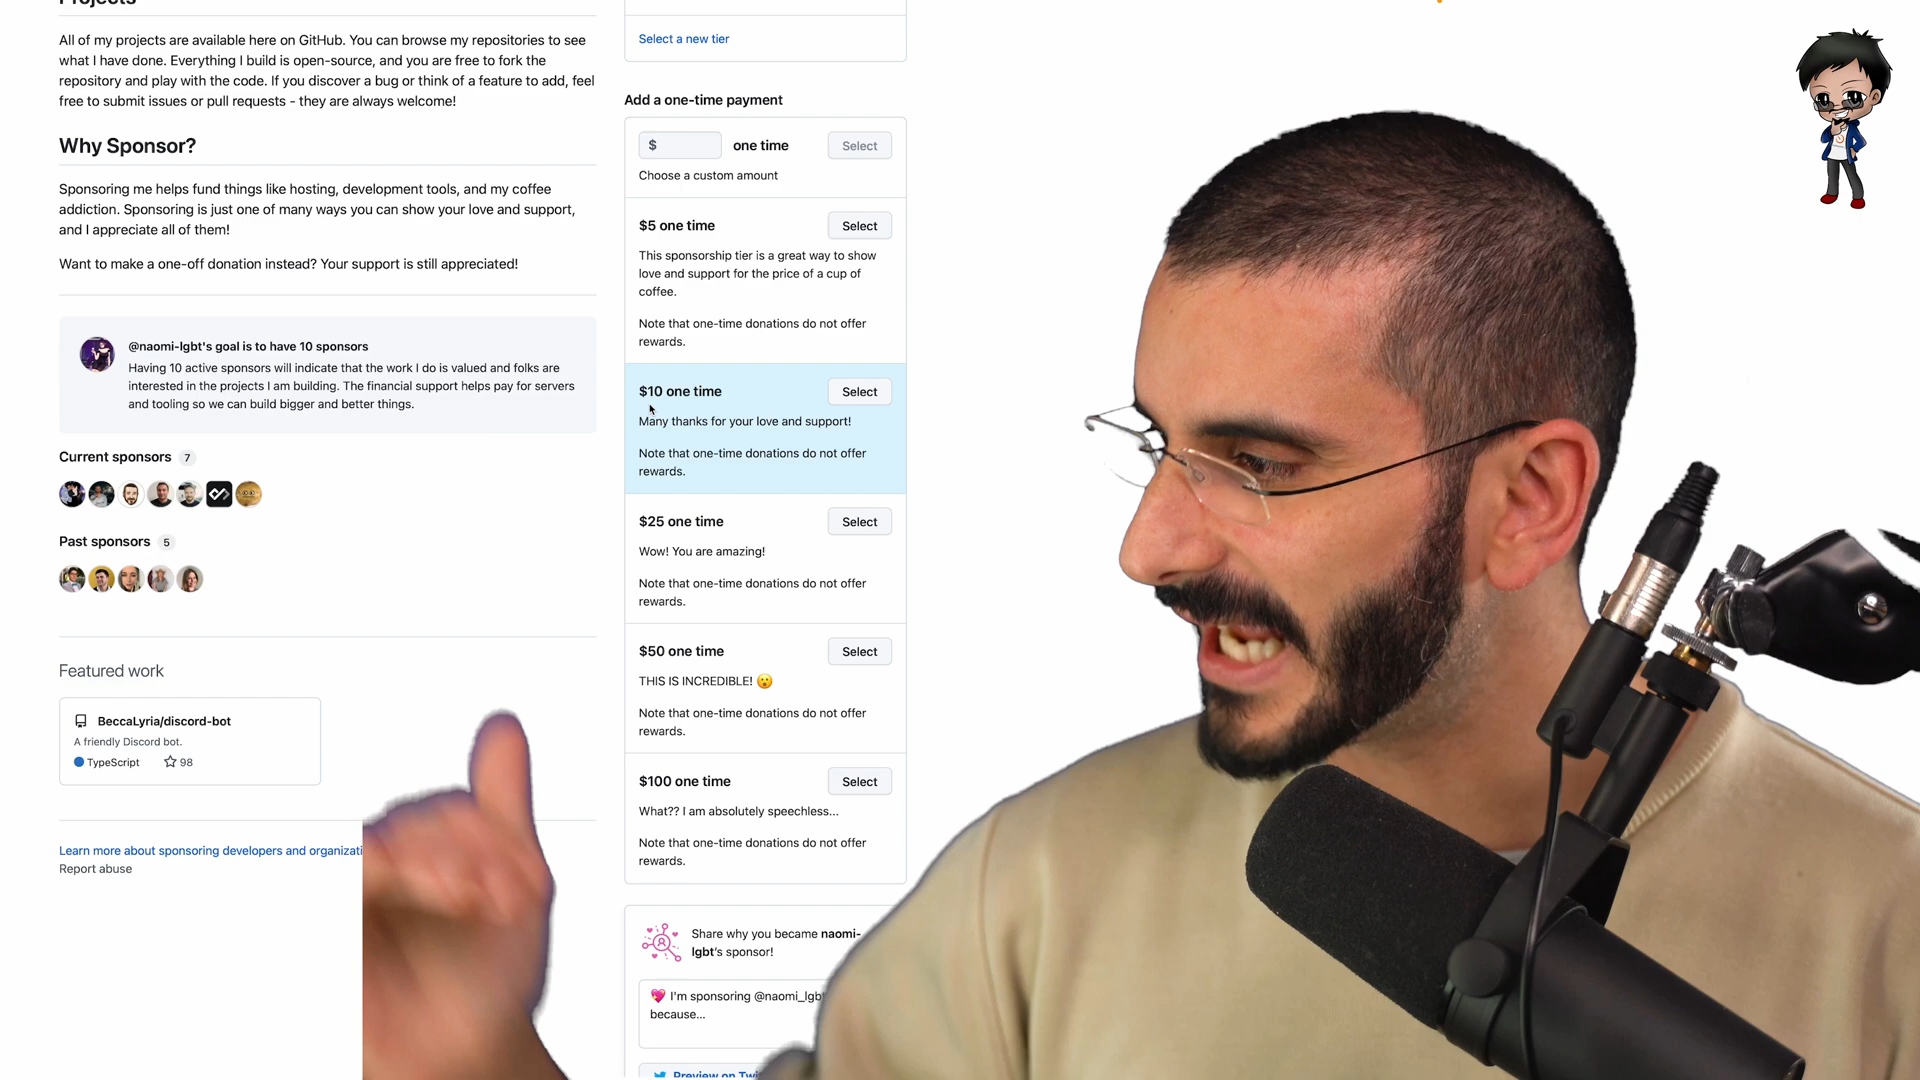 Projects
All of my projects are available here on GitHub. You can browse my repositories to see
what I have done. Everything I build is open-source, and you are free to fork the
repository and play with the code. If you discover a bug or think of a feature to add, feel
free to submit issues or pull requests - they are always welcome!
Why Sponsor?
Sponsoring me helps fund things like hosting, development tools, and my coffee
addiction. Sponsoring is just one of many ways you can show your love and support,
and I appreciate all of them!
Want to make a one-off donation instead? Your support is still appreciated!
@naomi-lgbt's goal is to have 10 sponsors
Having 10 active sponsors will indicate that the work I do is valued and folks are
interested in the projects I am building. The financial support helps pay for servers
and tooling so we can build bigger and better things.
Current sponsors 7
Past sponsors 5
Featured work
BeccaLyria/discord-bot
A friendly Discord bot.
TypeScript 98
Learn more about sponsoring developers and organizati
Report abuse
Select a new tier
Add a one-time payment
$ one time Select
Choose a custom amount
$5 one time Select
This sponsorship tier is a great way to show
love and support for the price of a cup of
coffee.
Note that one-time donations do not offer
rewards.
$10 one time Select
Many thanks for your love and support!
Note that one-time donations do not offer
rewards.
$25 one time Select
Wow! You are amazing!
Note that one-time donations do not offer
rewards.
$50 one time Select
THIS IS INCREDIBLE! 😮
Note that one-time donations do not offer
rewards.
$100 one time Select
What?? I am absolutely speechless...
Note that one-time donations do not offer
rewards.
Share why you became naomi-
lgbt's sponsor!
💖 I'm sponsoring @naomi_lgbt
because...
Preview on Twi